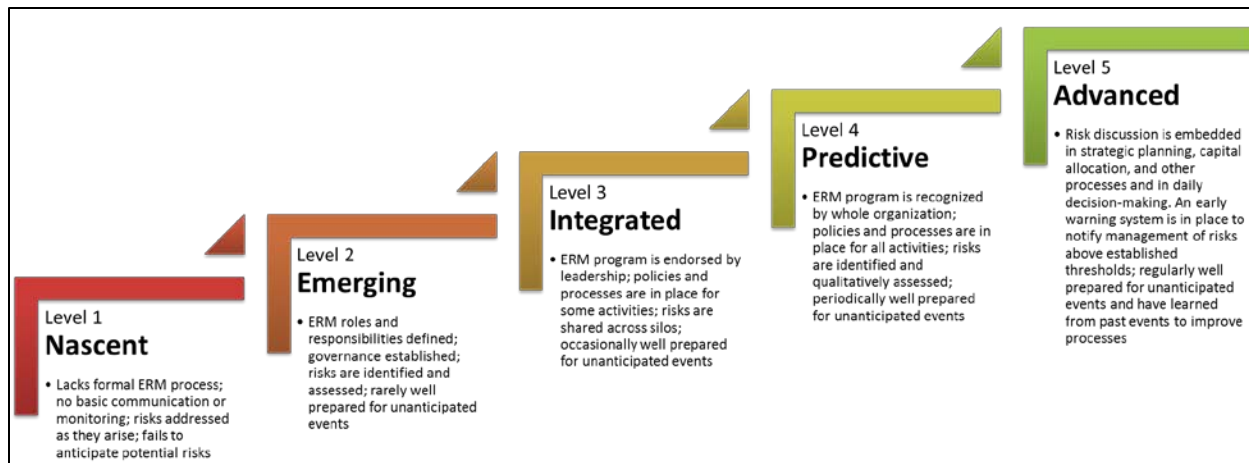 Level 1
Nascent
• Lacks formal ERM process;
no basic communication or
monitoring; risks addressed
as they arise; fails to
anticipate potential risks
Level 2
Emerging
• ERM roles and
responsibilities defined;
governance established;
risks are identified and
assessed; rarely well
prepared for unanticipated
events
Level 3
Integrated
• ERM program is endorsed by
leadership; policies and
processes are in place for
some activities; risks are
shared across silos;
occasionally well prepared
for unanticipated events
Level 4
Predictive
• ERM program is recognized
by whole organization;
policies and processes are in
place for all activities; risks
are identified and
qualitatively assessed;
periodically well prepared
for unanticipated events
Level 5
Advanced
• Risk discussion is embedded
in strategic planning, capital
allocation, and other
processes and in daily
decision-making. An early
warning system is in place to
notify management of risks
above established
thresholds; regularly well
prepared for unanticipated
events and have learned
from past events to improve
processes